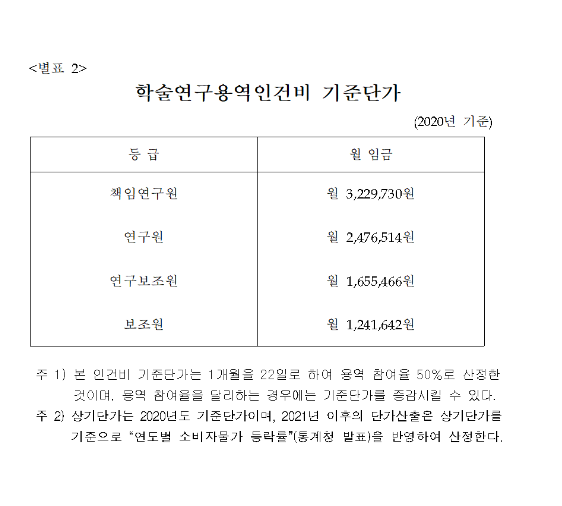 <별표 2>
학술연구용역인건비 기준단가
(2020년 기준)
등 급 월 임금
책임연구원 월 3,229,730원
연구원 월 2,476,514원
연구보조원 월 1,655,466원
보조원 월 1,241,642원
주 1) 본 인건비 기준단가는 1개월을 22일로 하여 용역 참여율 50%로 산정한
것이며, 용역 참여율을 달리하는 경우에는 기준단가를 증감시킬 수 있다.
주 2) 상기단가는 2020년도 기준단가이며, 2021년 이후의 단가산출은 상기단가를
기준으로 “연도별 소비자물가 등락률”(통계청 발표)을 반영하여 산정한다.